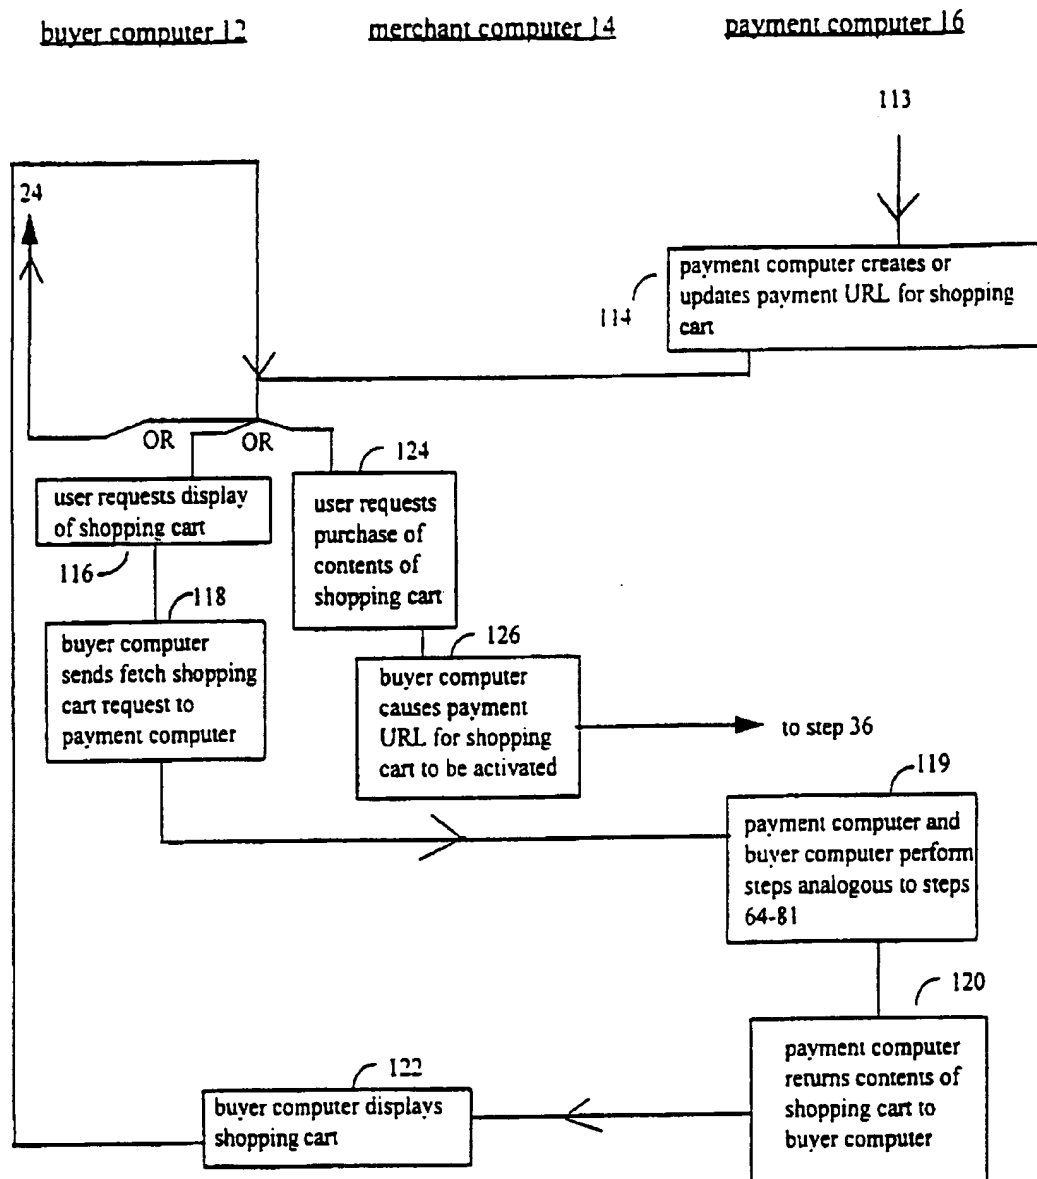 buyer computer 12
merchant computer 14
payment computer 16
113
24
payment computer creates or
updates payment URL for shopping
cart
114
OR
OR
124
user requests display
of shopping cart
116
user requests
purchase of
contents of
shopping cart
118
buyer computer
sends fetch shopping
cart request to
payment computer
126
buyer computer
causes payment
URL for shopping
cart to be activated
to step 36
119
payment computer and
buyer computer perform
steps analogous to steps
64-81
120
payment computer
returns contents of
shopping cart to
buyer computer
122
buyer computer displays
shopping cart